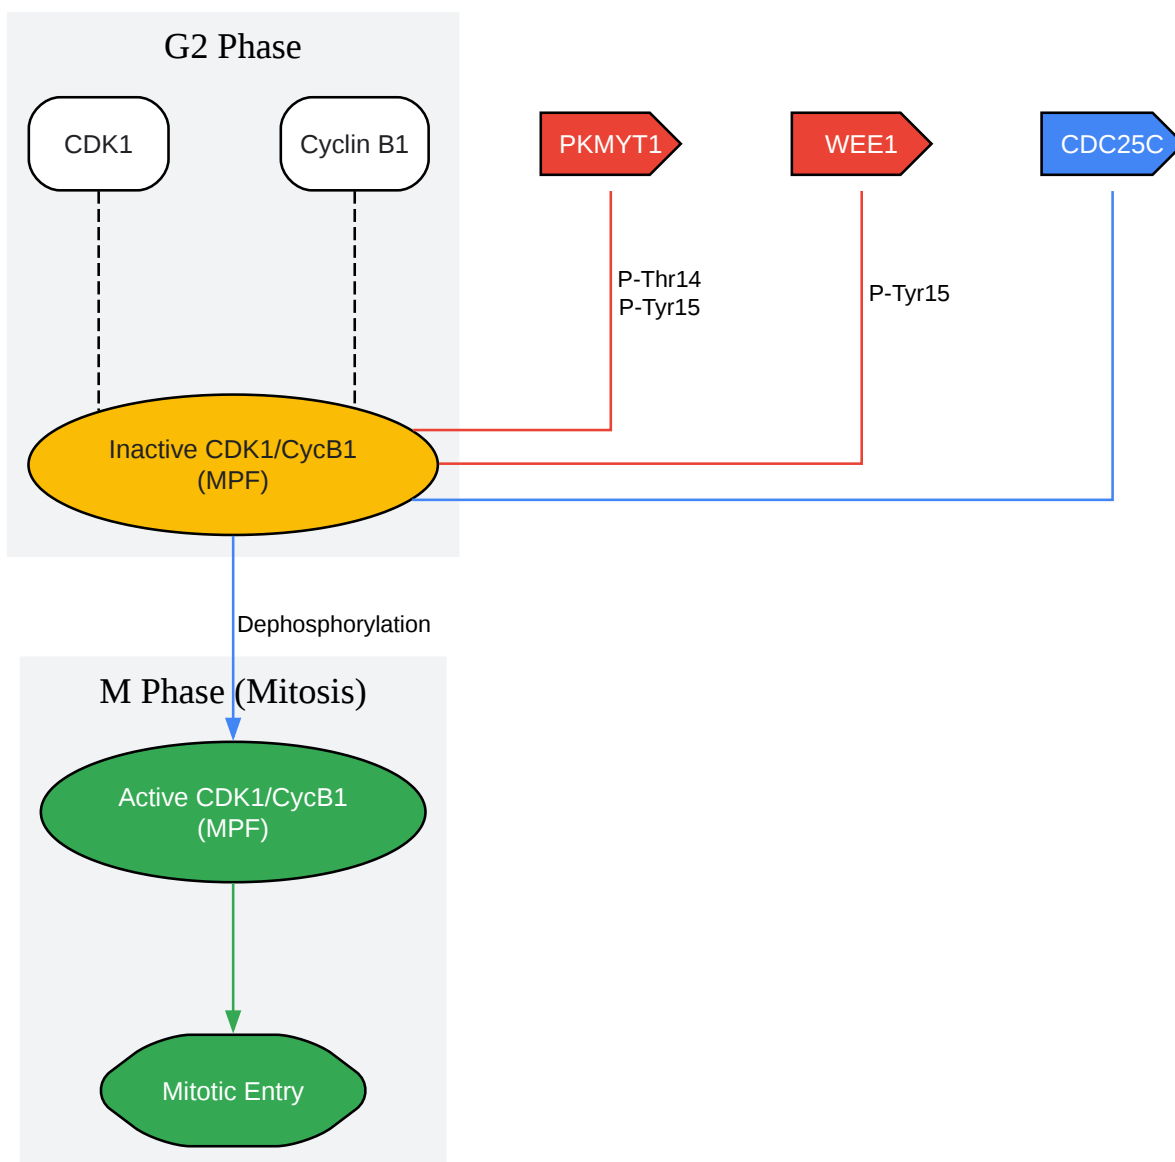 G2 Phase
CDK1
Cyclin B1
PKMYT1
WEE1
CDC25C
P-Thr14
P-Tyr15
P-Tyr15
Inactive CDK1/CycB1
(MPF)
Dephosphorylation
M Phase (Mitosis)
Active CDK1/CycB1
(MPF)
Mitotic Entry